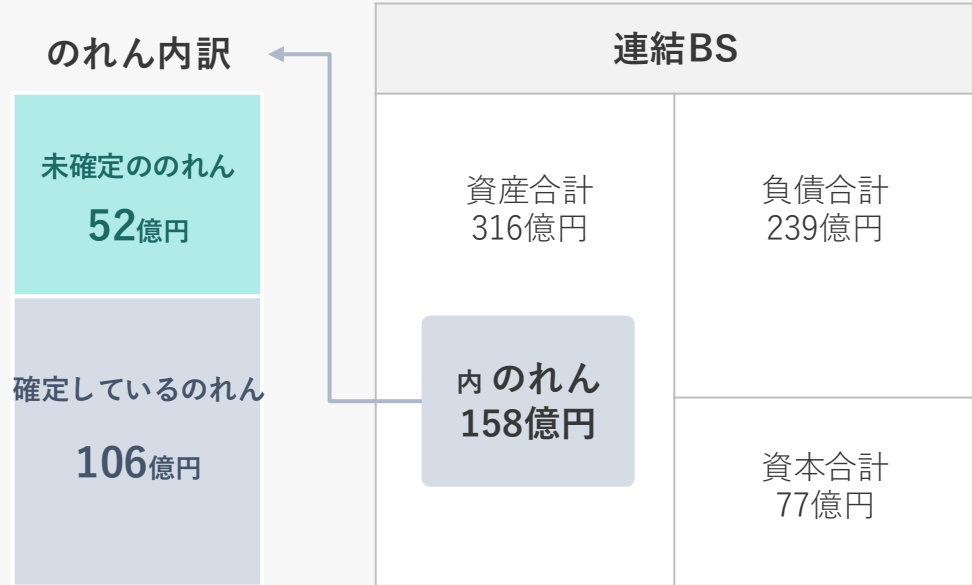 のれん内訳
未確定ののれん
52億円
確定しているのれん
106億円
連結BS
資産合計
316億円
内 のれん
158億円
負債合計
239億円
資本合計
77億円